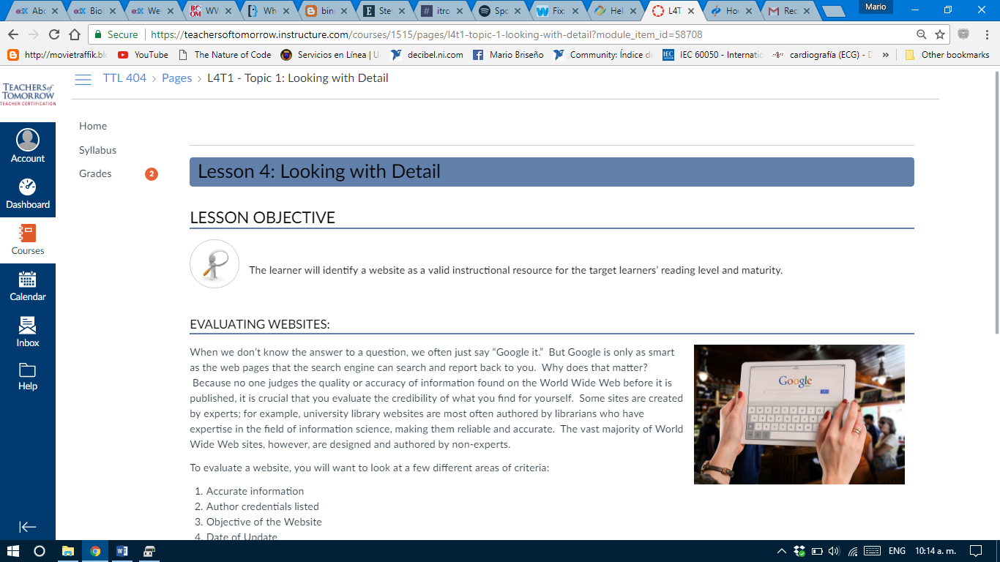 edX Abo
edX Biol
edX We
BC OM WV
Wh
bin
E Ste
# itro
Spo
W Fix
Hel
L4T
Hov
Rec
Mario
Secure https://teachersoftomorrow.instructure.com/courses/1515/pages/l4t1-topic-1-looking-with-detail?module_item_id=58708
http://movietraffik.bl YouTube The Nature of Code Servicios en Línea | U decibel.ni.com Mario Briseño Community: Índice de IEC IEC 60050 - Internatio cardiografía (ECG) - D » Other bookmarks
TTL 404 › Pages › L4T1 - Topic 1: Looking with Detail
TEACHERS of
TOMORROW
TEACHER CERTIFICATION
Account
Dashboard
Courses
Calendar
Inbox
Help
Home
Syllabus
Grades 2
Lesson 4: Looking with Detail
LESSON OBJECTIVE
The learner will identify a website as a valid instructional resource for the target learners' reading level and maturity.
EVALUATING WEBSITES:
When we don't know the answer to a question, we often just say "Google it." But Google is only as smart
as the web pages that the search engine can search and report back to you. Why does that matter?
Because no one judges the quality or accuracy of information found on the World Wide Web before it is
published, it is crucial that you evaluate the credibility of what you find for yourself. Some sites are created
by experts; for example, university library websites are most often authored by librarians who have
expertise in the field of information science, making them reliable and accurate. The vast majority of World
Wide Web sites, however, are designed and authored by non-experts.
Google
To evaluate a website, you will want to look at a few different areas of criteria:
1. Accurate information
2. Author credentials listed
3. Objective of the Website
4. Date of Update
ENG 10:14 a. m.